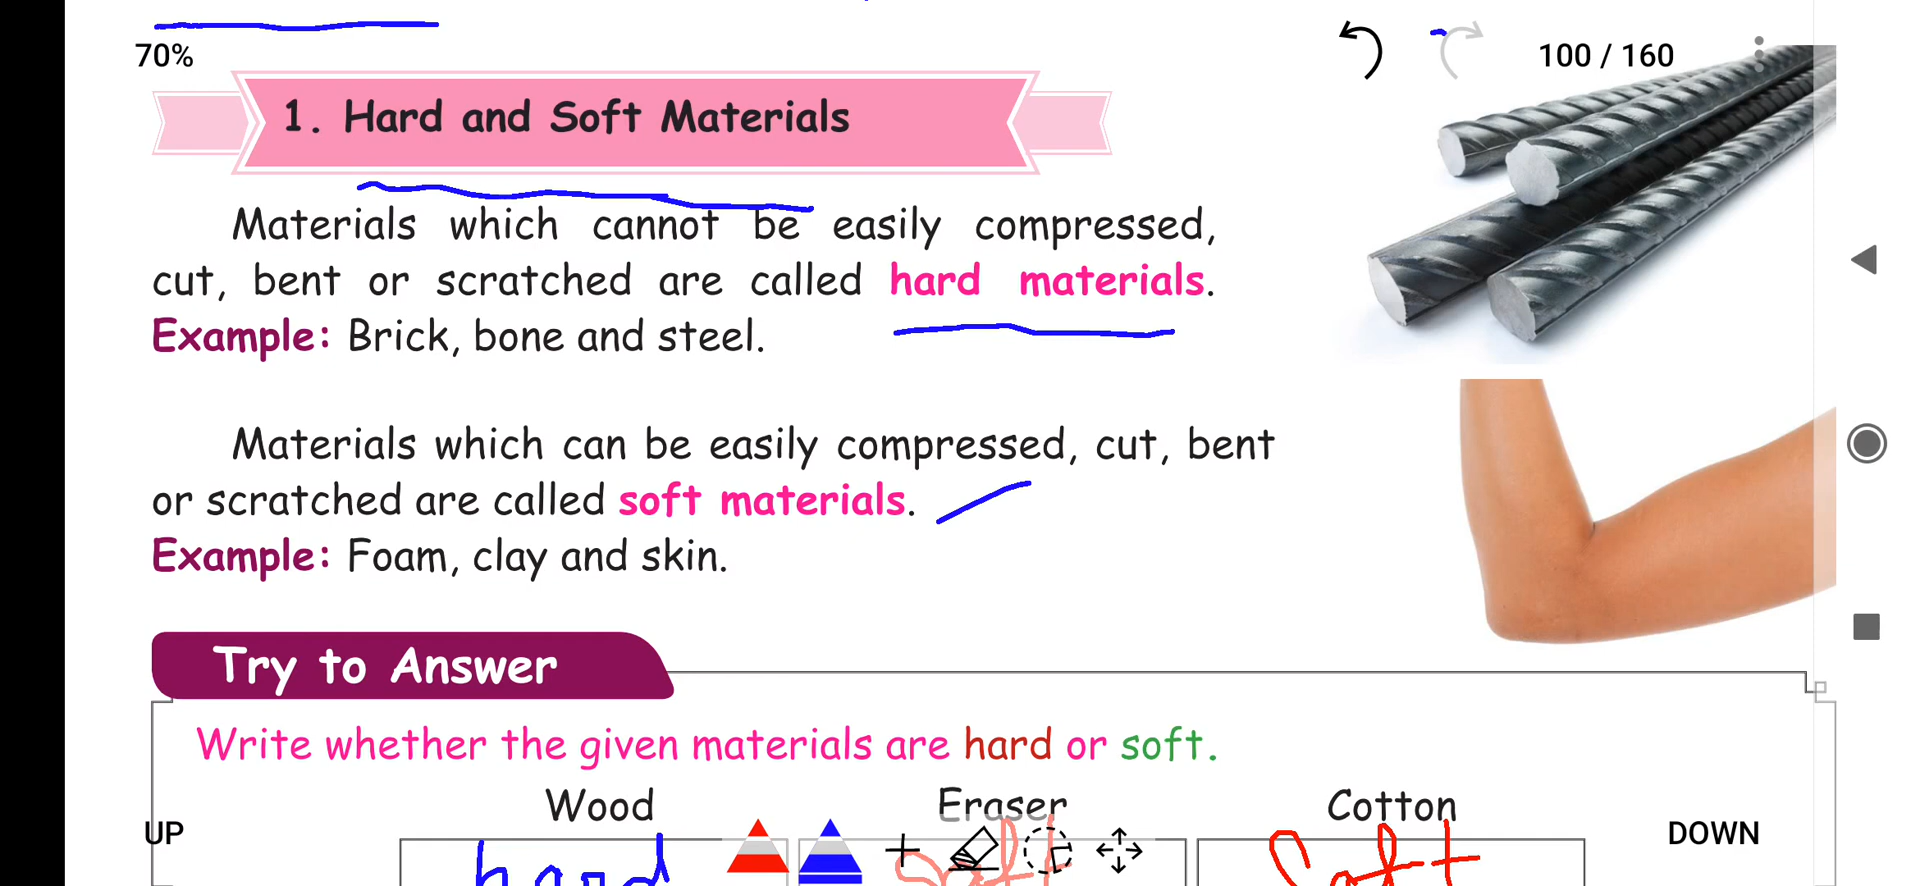 70%
100 / 160
1. Hard and Soft Materials
Materials which cannot be easily compressed,
cut, bent or scratched are called hard materials.
Example: Brick, bone and steel.
Materials which can be easily compressed, cut, bent
or scratched are called soft materials.
Example: Foam, clay and skin.
Try to Answer
Write whether the given materials are hard or soft.
Wood Eraser Cotton
UP DOWN
hard soft Soft